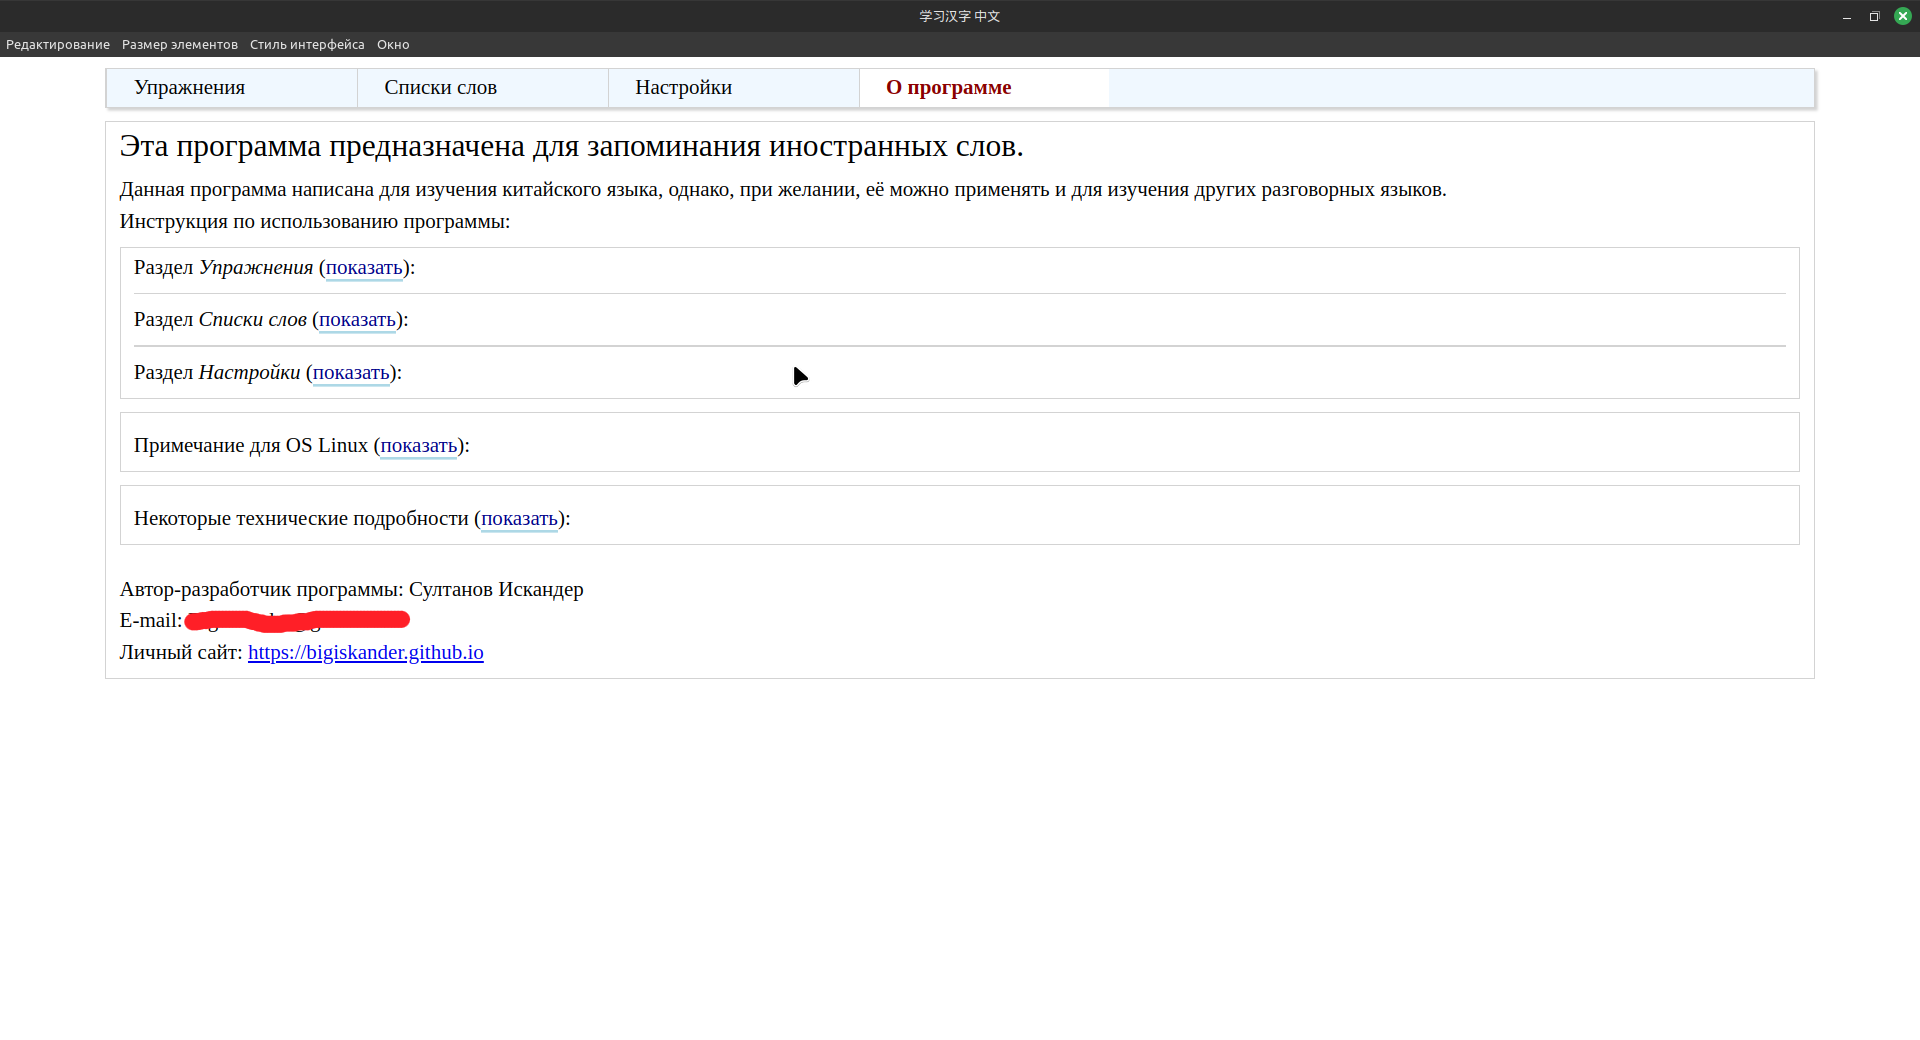 学习汉字 中文
Редактирование Размер элементов Стиль интерфейса Окно
Упражнения Списки слов Настройки О программе
Эта программа предназначена для запоминания иностранных слов.
Данная программа написана для изучения китайского языка, однако, при желании, её можно применять и для изучения других разговорных языков.
Инструкция по использованию программы:
Раздел Упражнения (показать):
Раздел Списки слов (показать):
Раздел Настройки (показать):
Примечание для OS Linux (показать):
Некоторые технические подробности (показать):
Автор-разработчик программы: Султанов Искандер
E-mail:
Личный сайт: https://bigiskander.github.io